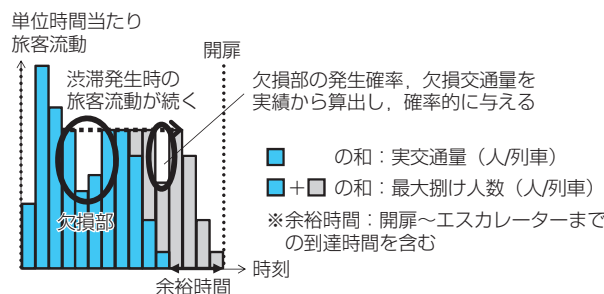 単位時間当たり
旅客流動
開扉
渋滞発生時の
旅客流動が続く
欠損部の発生確率，欠損交通量を
実績から算出し，確率的に与える
の和：実交通量（人/列車）
＋ の和：最大捌け人数（人/列車）
欠損部
※余裕時間：開扉～エスカレーターまで
の到達時間を含む
時刻
余裕時間